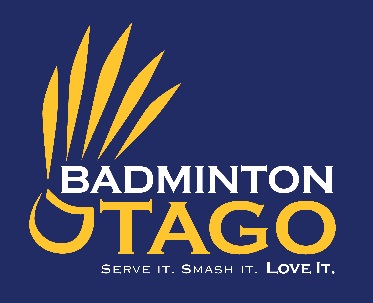 BADMINTON
OTAGO
SERVE IT. SMASH IT. LOVE IT.